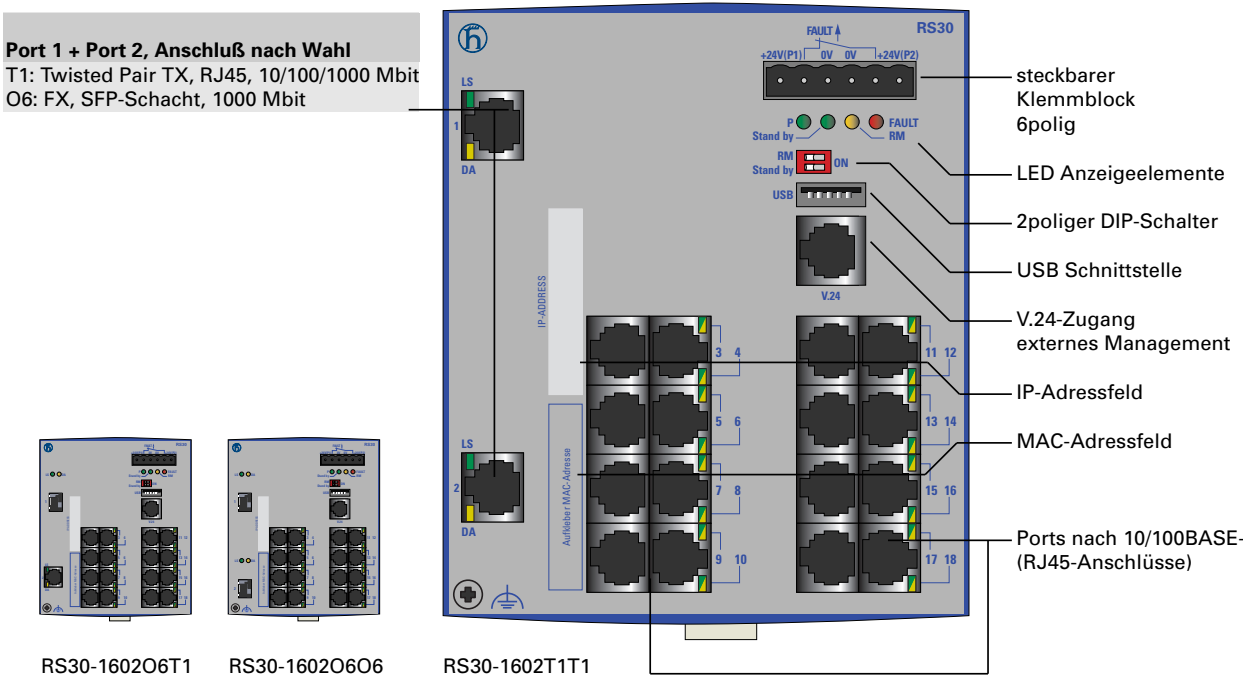 Port 1 + Port 2, Anschluß nach Wahl
T1: Twisted Pair TX, RJ45, 10/100/1000 Mbit
O6: FX, SFP-Schacht, 1000 Mbit
RS30
FAULT
+24V(P1) 0V 0V +24V(P2)
LS
1
DA
P FAULT
Stand by RM
RM
Stand by
ON
USB
V.24
IP-ADDRESS
3 4
11 12
5 6
13 14
Aufkleber MAC-Adresse
7 8
15 16
9 10
17 18
LS
2
DA
steckbarer
Klemmblock
6polig
LED Anzeigeelemente
2poliger DIP-Schalter
USB Schnittstelle
V.24-Zugang
externes Management
IP-Adressfeld
MAC-Adressfeld
Ports nach 10/100BASE-
(RJ45-Anschlüsse)
RS30
RS30
RS30-1602O6T1
RS30-1602O6O6
RS30-1602T1T1